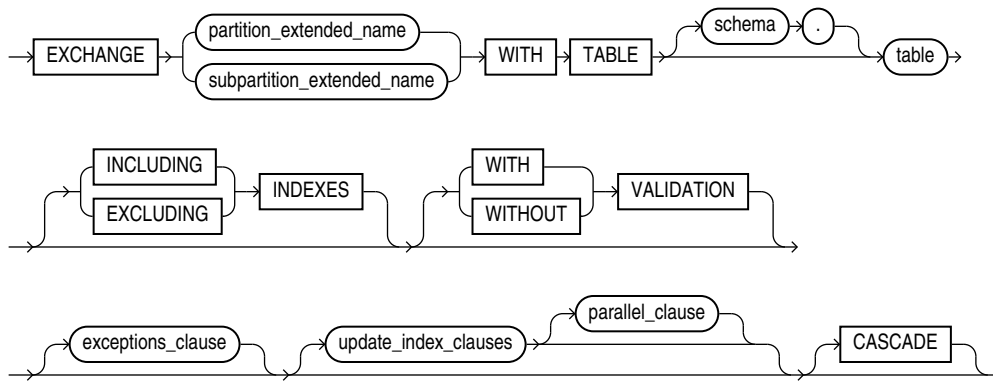 schema .
partition_extended_name
EXCHANGE WITH TABLE table
subpartition_extended_name
INCLUDING WITH
INDEXES VALIDATION
EXCLUDING WITHOUT
parallel_clause
exceptions_clause update_index_clauses CASCADE